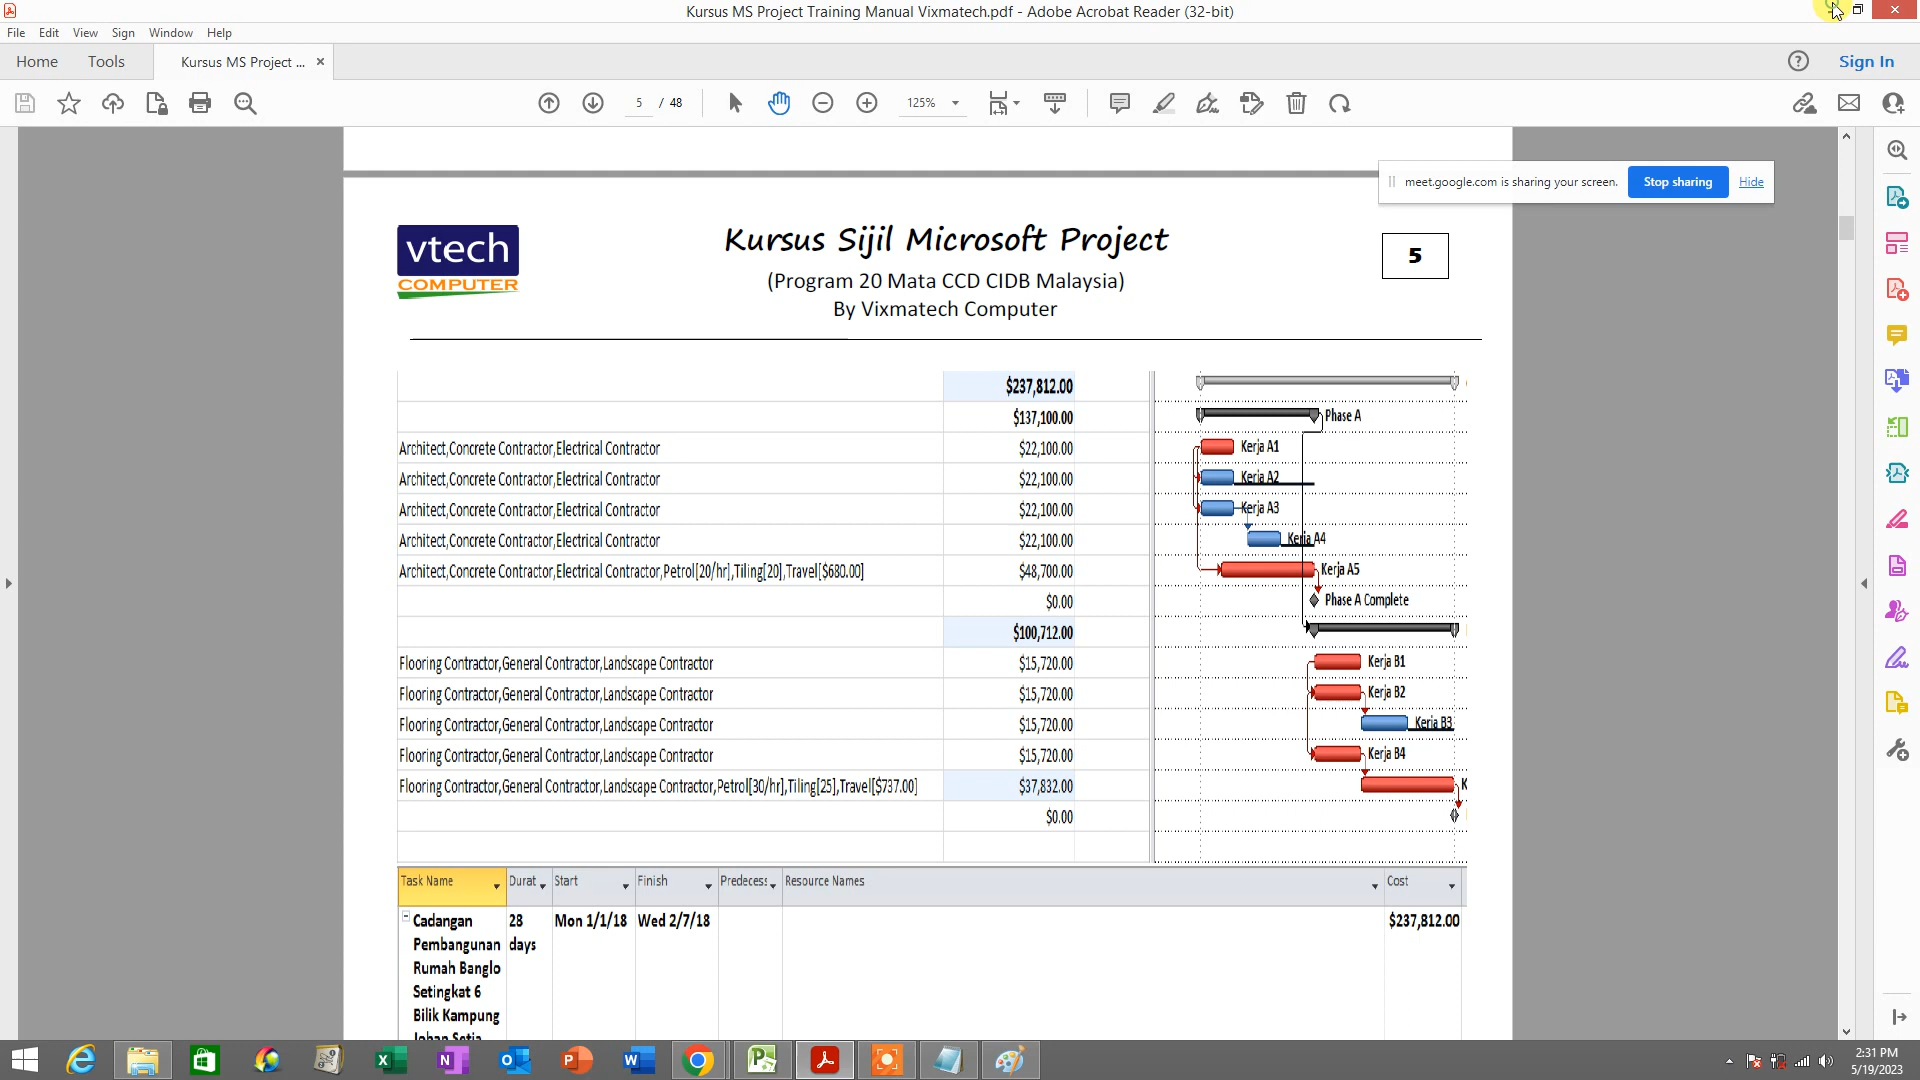 Kursus MS Project Training Manual Vixmatech.pdf - Adobe Acrobat Reader (32-bit)
File Edit View Sign Window Help
Home Tools Kursus MS Project ... × Sign In
5 / 48 125%
meet.google.com is sharing your screen. Stop sharing Hide
vtech
COMPUTER
Kursus Sijil Microsoft Project
5
(Program 20 Mata CCD CIDB Malaysia)
By Vixmatech Computer
$237,812.00
$137,100.00 Phase A
Architect,Concrete Contractor,Electrical Contractor $22,100.00 Kerja A1
Architect,Concrete Contractor,Electrical Contractor $22,100.00 Kerja A2
Architect,Concrete Contractor,Electrical Contractor $22,100.00 Kerja A3
Architect,Concrete Contractor,Electrical Contractor $22,100.00 Kerja A4
Architect,Concrete Contractor,Electrical Contractor,Petrol[20/hr],Tiling[20],Travel[$680.00] $48,700.00 Kerja A5
$0.00 Phase A Complete
$100,712.00
Flooring Contractor,General Contractor,Landscape Contractor $15,720.00 Kerja B1
Flooring Contractor,General Contractor,Landscape Contractor $15,720.00 Kerja B2
Flooring Contractor,General Contractor,Landscape Contractor $15,720.00 Kerja B3
Flooring Contractor,General Contractor,Landscape Contractor $15,720.00 Kerja B4
Flooring Contractor,General Contractor,Landscape Contractor,Petrol[30/hr],Tiling[25],Travel[$737.00] $37,832.00 K
$0.00
Task Name Durat Start Finish Predecess Resource Names Cost
Cadangan 28 Mon 1/1/18 Wed 2/7/18 $237,812.00
Pembangunan days
Rumah Banglo
Setingkat 6
Bilik Kampung
Johan Setia
2:31 PM
5/19/2023